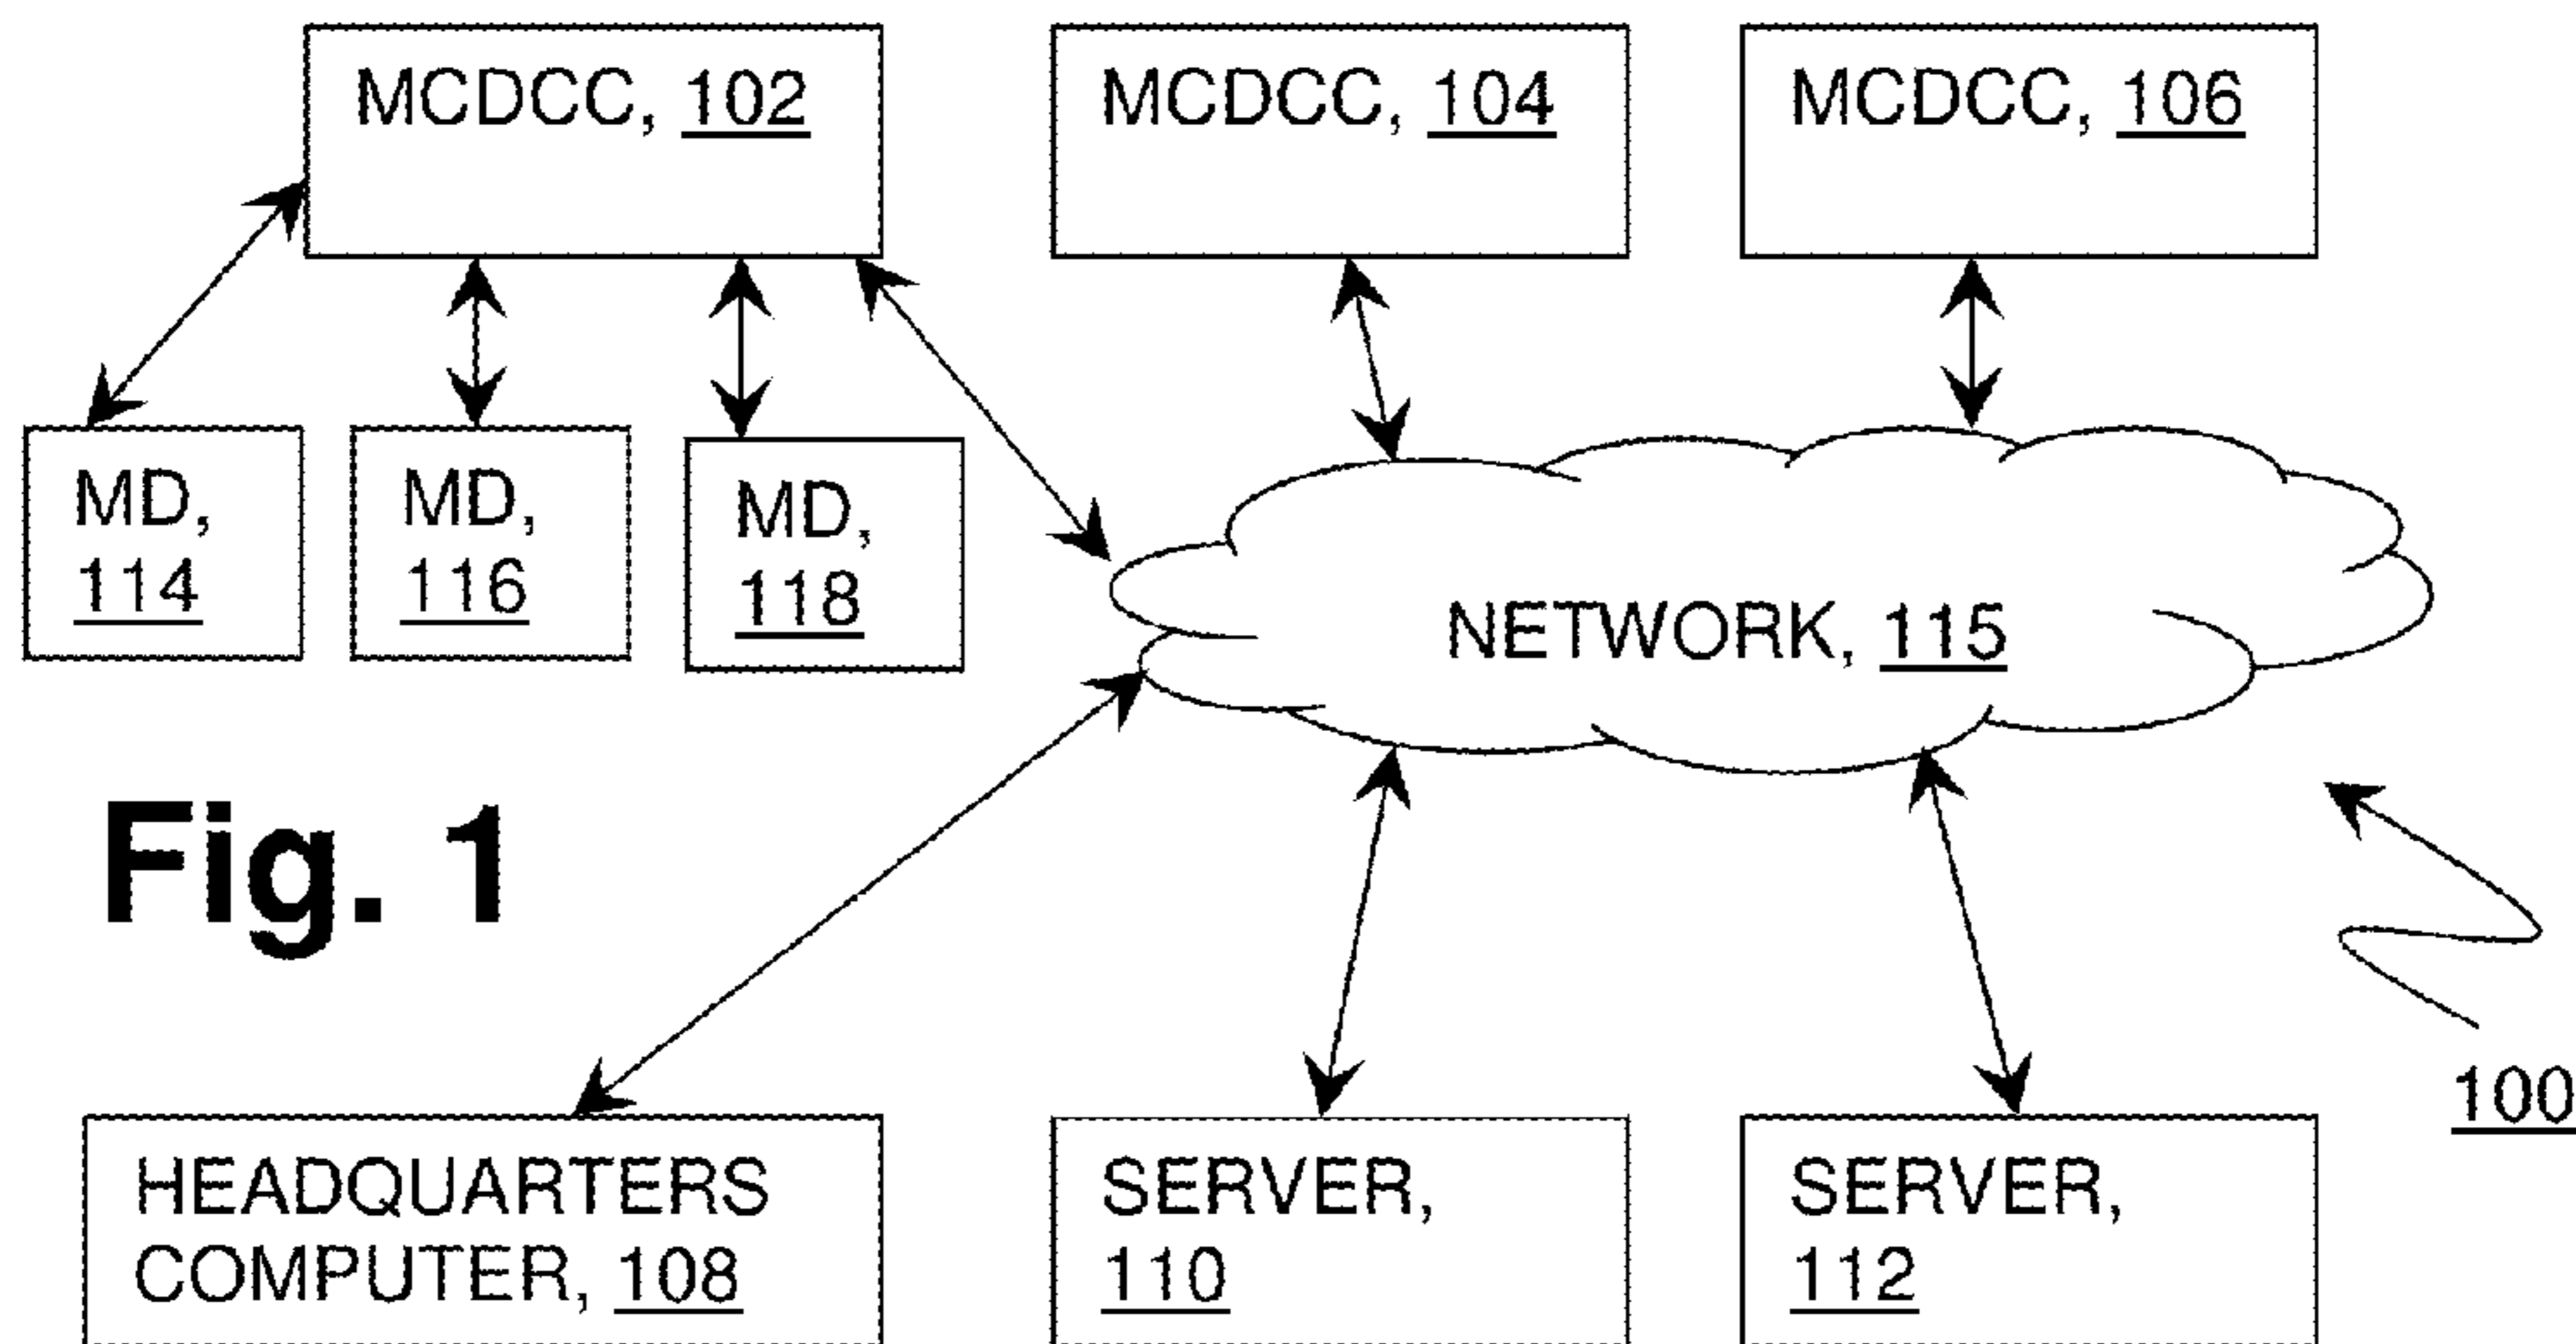 MCDCC, 102
MCDCC, 104
MCDCC, 106
MD,
114
MD,
116
MD,
118
NETWORK, 115
Fig. 1
100
HEADQUARTERS
COMPUTER, 108
SERVER,
110
SERVER,
112